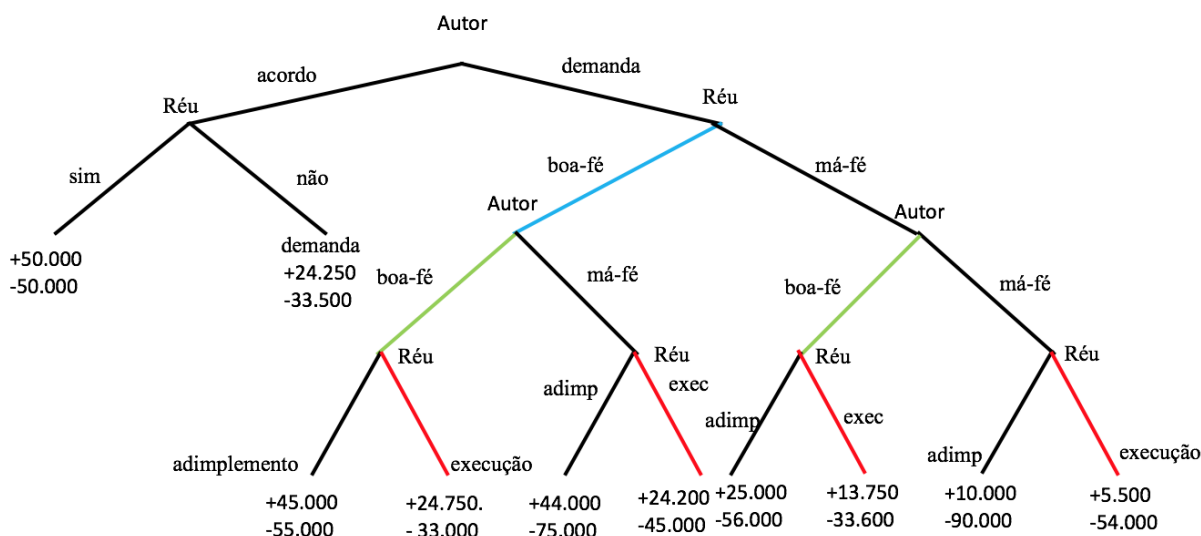 Autor
acordo
demanda
Réu
Réu
sim
não
boa-fé
má-fé
Autor
Autor
+50.000
-50.000
demanda
+24.250
-33.500
boa-fé
má-fé
boa-fé
má-fé
Réu
Réu
Réu
Réu
adimp
exec
adimp
exec
adimplemento
execução
adimp
execução
+45.000
-55.000
+24.750.
- 33.000
+44.000
-75.000
+24.200
-45.000
+25.000
-56.000
+13.750
-33.600
+10.000
-90.000
+5.500
-54.000